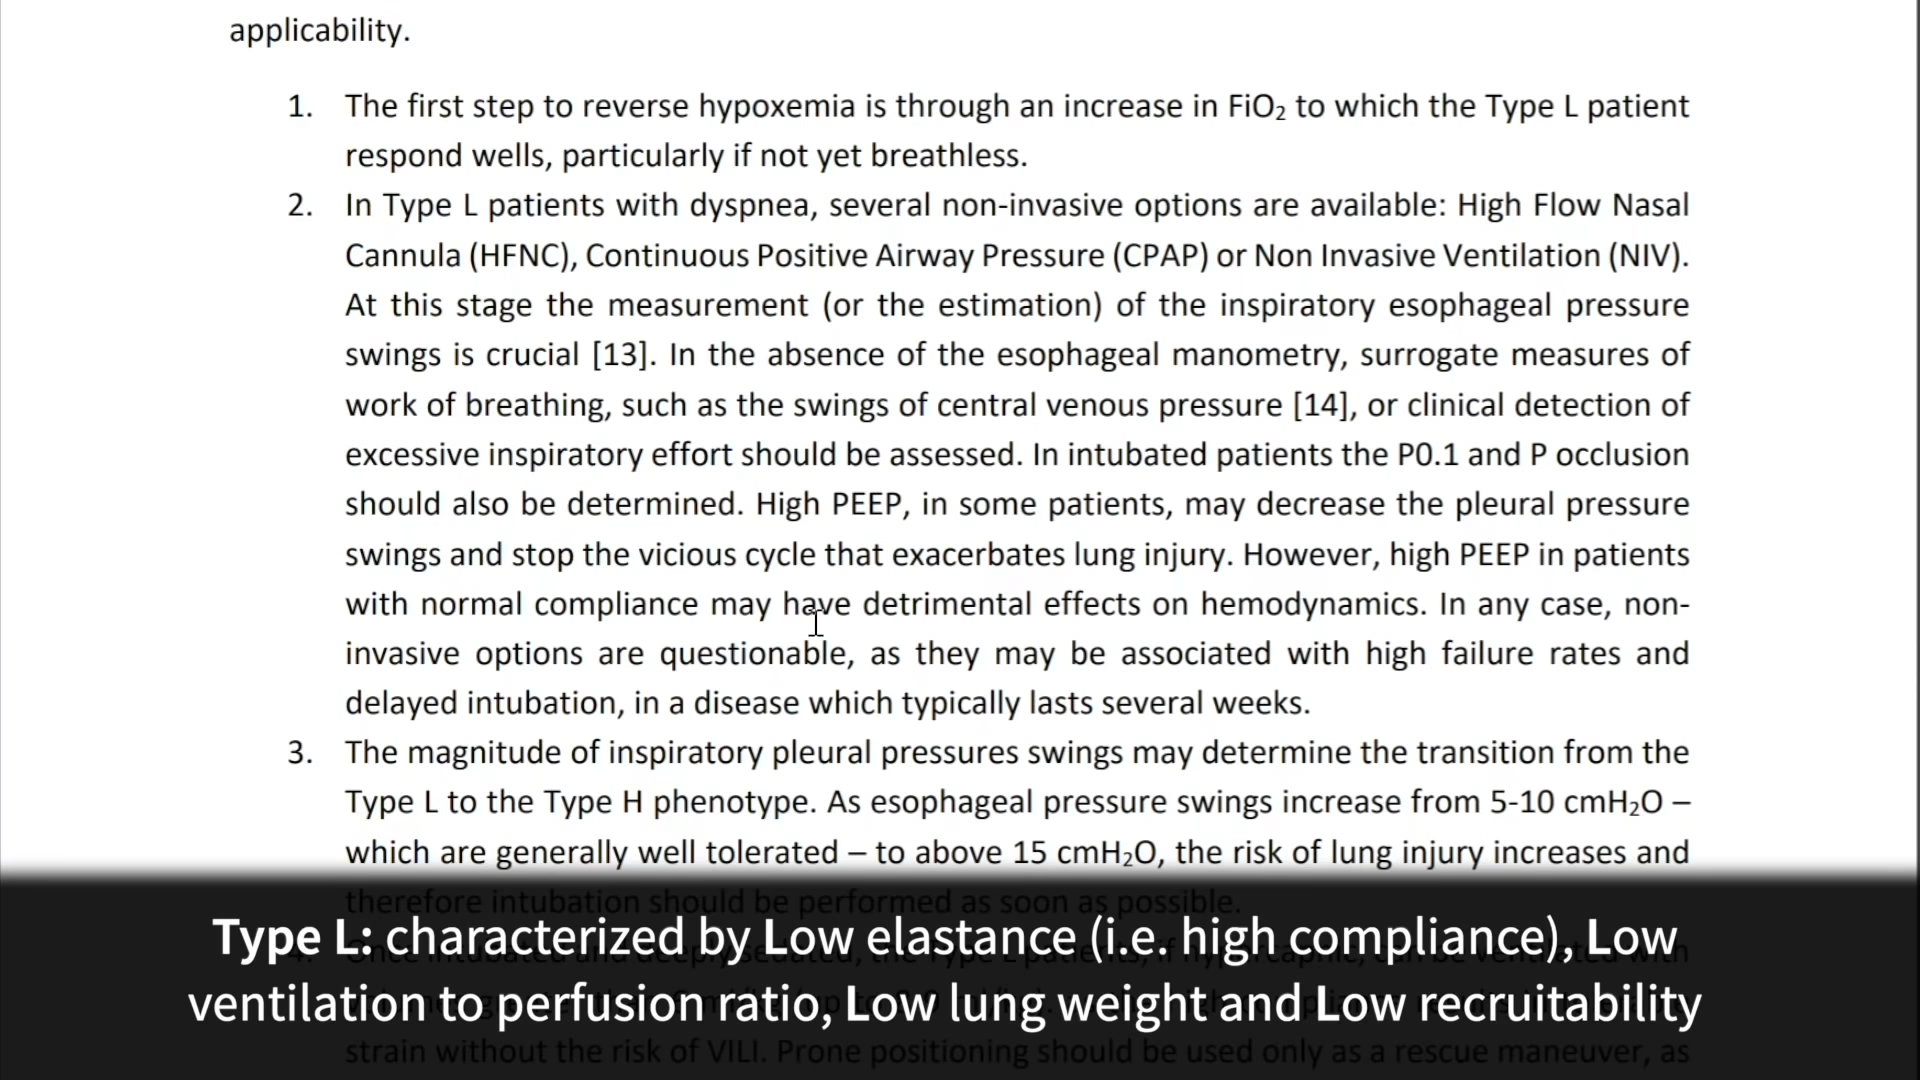 applicability.
1. The first step to reverse hypoxemia is through an increase in FiO₂ to which the Type L patient
respond wells, particularly if not yet breathless.
2. In Type L patients with dyspnea, several non-invasive options are available: High Flow Nasal
Cannula (HFNC), Continuous Positive Airway Pressure (CPAP) or Non Invasive Ventilation (NIV).
At this stage the measurement (or the estimation) of the inspiratory esophageal pressure
swings is crucial [13]. In the absence of the esophageal manometry, surrogate measures of
work of breathing, such as the swings of central venous pressure [14], or clinical detection of
excessive inspiratory effort should be assessed. In intubated patients the P0.1 and P occlusion
should also be determined. High PEEP, in some patients, may decrease the pleural pressure
swings and stop the vicious cycle that exacerbates lung injury. However, high PEEP in patients
with normal compliance may have detrimental effects on hemodynamics. In any case, non-
invasive options are questionable, as they may be associated with high failure rates and
delayed intubation, in a disease which typically lasts several weeks.
3. The magnitude of inspiratory pleural pressures swings may determine the transition from the
Type L to the Type H phenotype. As esophageal pressure swings increase from 5-10 cmH₂O –
which are generally well tolerated – to above 15 cmH₂O, the risk of lung injury increases and
therefore intubation should be performed as soon as possible.
Type L: characterized by Low elastance (i.e. high compliance), Low
ventilation to perfusion ratio, Low lung weight and Low recruitability
strain without the risk of VILI. Prone positioning should be used only as a rescue maneuver, as